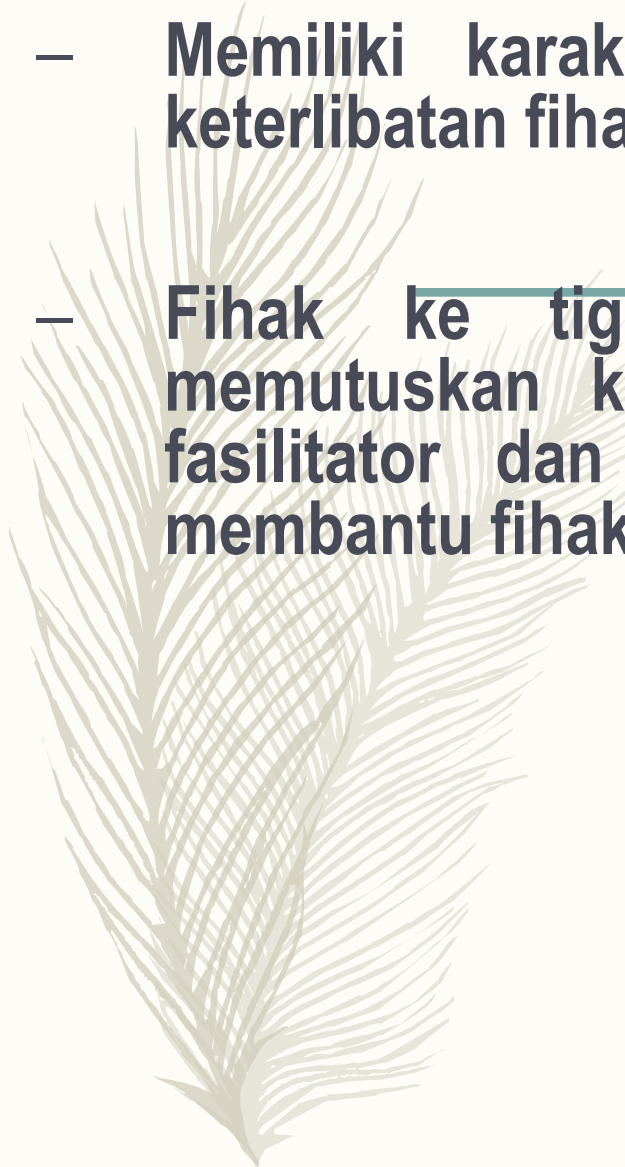 – Memiliki karak
keterlibatan fiha
– Fihak ke tig
memutuskan k
fasilitator dan
membantu fihak